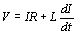 V = IR + L dI/dt